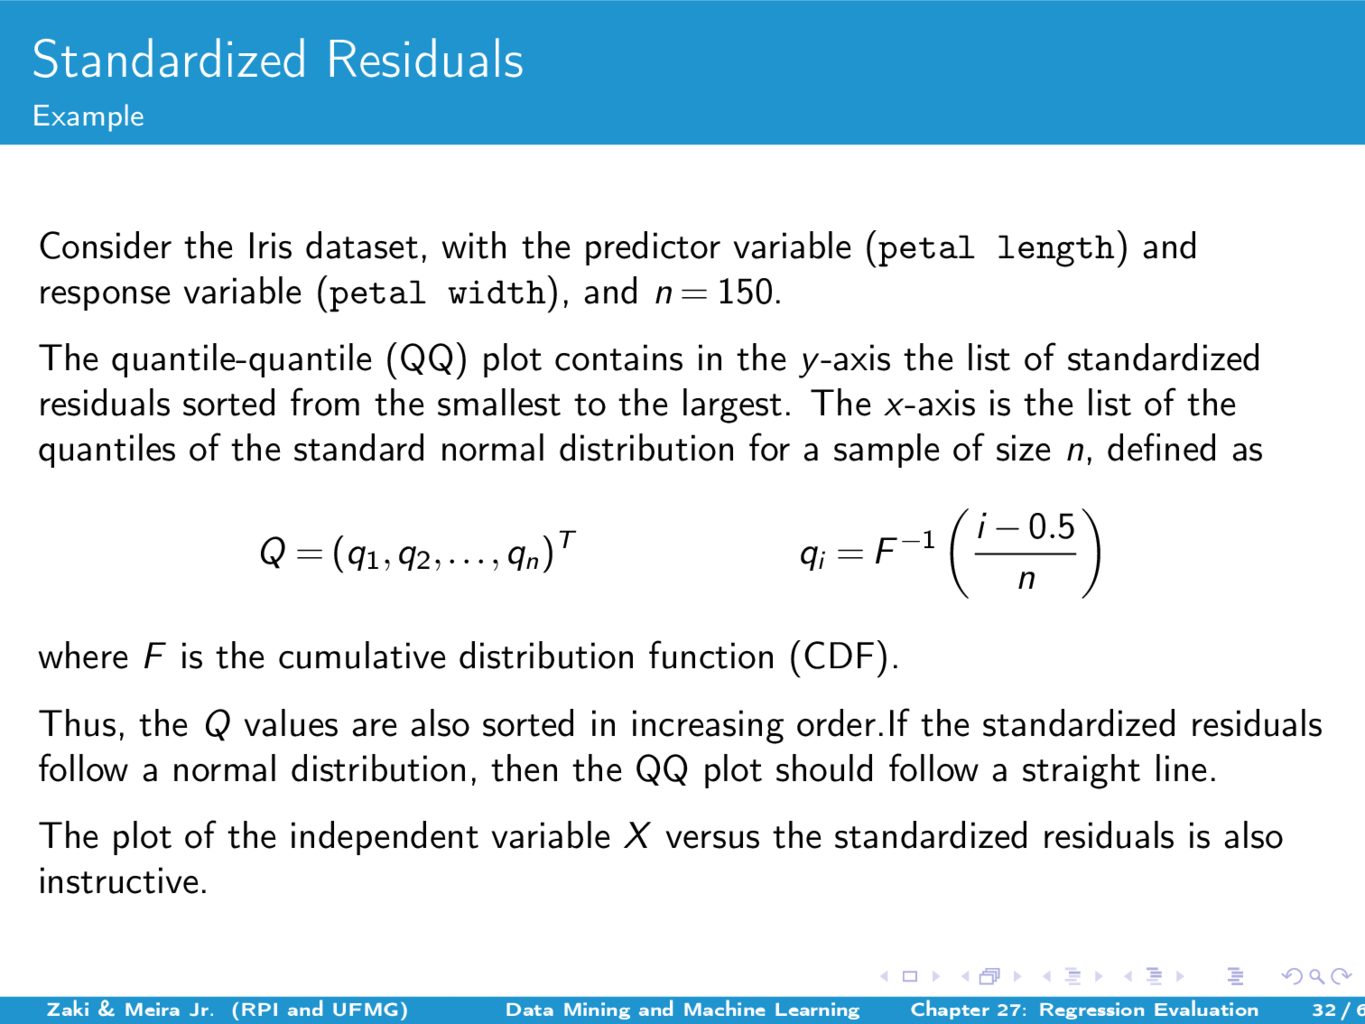 Standardized Residuals
Example
Consider the Iris dataset, with the predictor variable (petal length) and
response variable (petal width), and n = 150.
The quantile-quantile (QQ) plot contains in the y-axis the list of standardized
residuals sorted from the smallest to the largest. The x-axis is the list of the
quantiles of the standard normal distribution for a sample of size n, defined as
Q = (q₁, q₂, …, qₙ)ᵀ qᵢ = F⁻¹ ( (i − 0.5) / n )
where F is the cumulative distribution function (CDF).
Thus, the Q values are also sorted in increasing order.If the standardized residuals
follow a normal distribution, then the QQ plot should follow a straight line.
The plot of the independent variable X versus the standardized residuals is also
instructive.
Zaki & Meira Jr. (RPI and UFMG) Data Mining and Machine Learning Chapter 27: Regression Evaluation 32 /